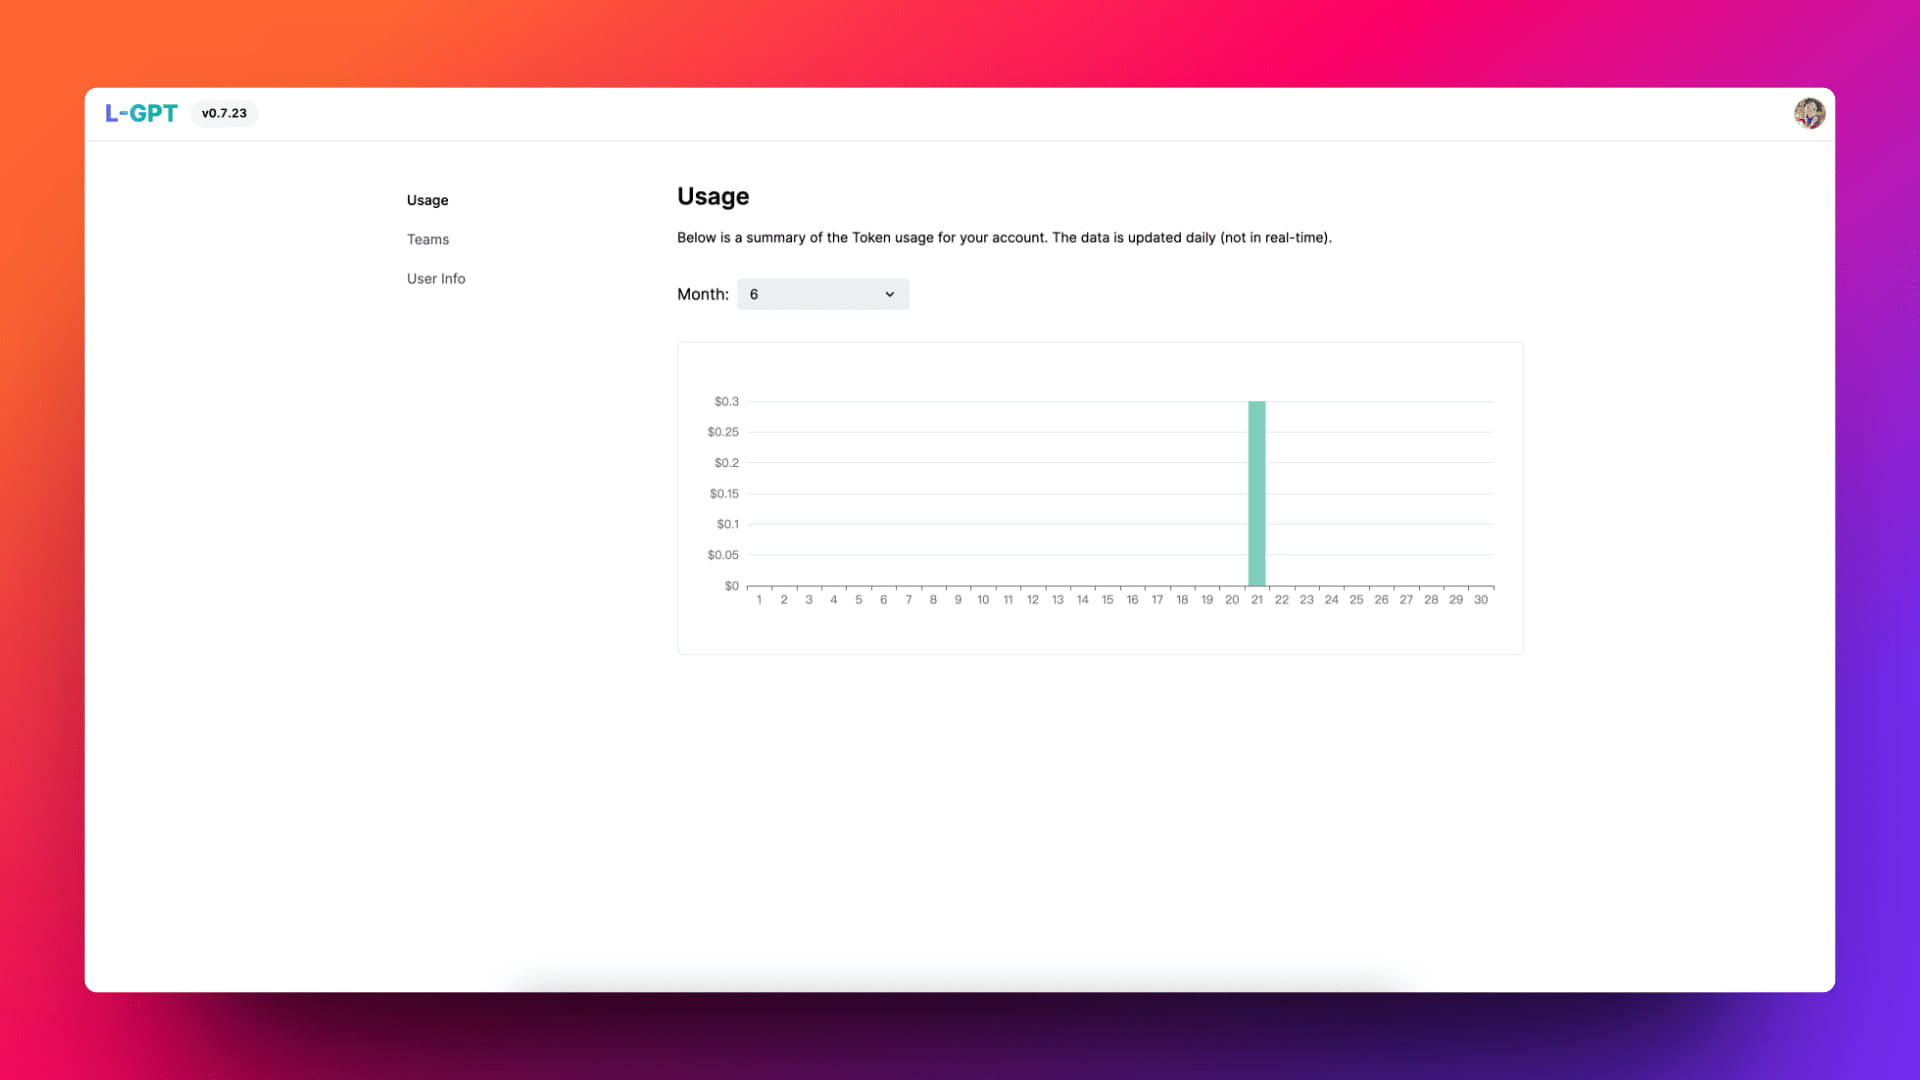 L-GPT v0.7.23
Usage
Teams
User Info
Usage
Below is a summary of the Token usage for your account. The data is updated daily (not in real-time).
Month: 6
$0.3
$0.25
$0.2
$0.15
$0.1
$0.05
$0
1 2 3 4 5 6 7 8 9 10 11 12 13 14 15 16 17 18 19 20 21 22 23 24 25 26 27 28 29 30